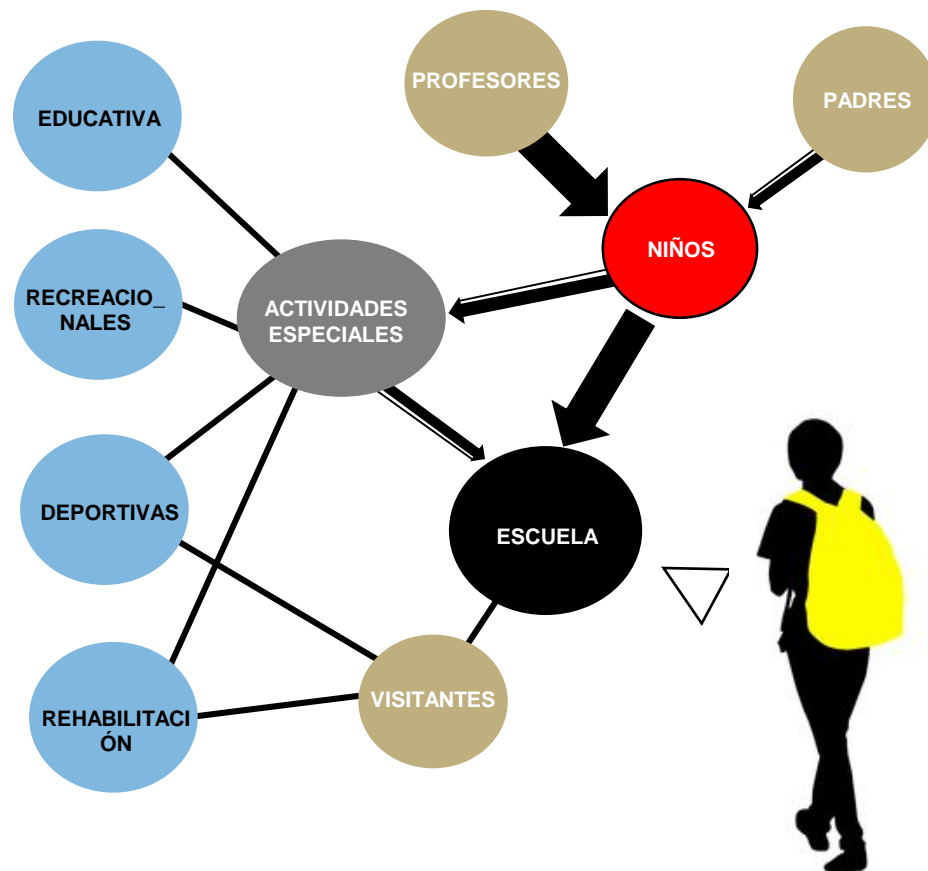 PROFESORES
PADRES
EDUCATIVA
NIÑOS
RECREACIO_
NALES
ACTIVIDADES
ESPECIALES
DEPORTIVAS
ESCUELA
VISITANTES
REHABILITACI
ÓN